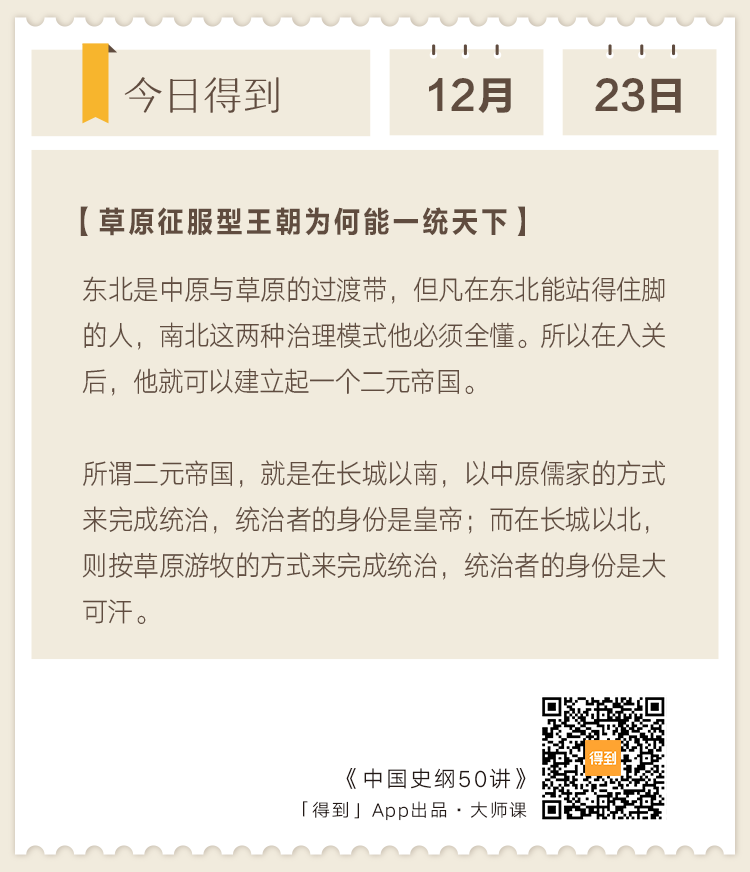 今日得到
12月
23日
【草原征服型王朝为何能一统天下】
东北是中原与草原的过渡带，但凡在东北能站得住脚
的人，南北这两种治理模式他必须全懂。所以在入关
后，他就可以建立起一个二元帝国。
所谓二元帝国，就是在长城以南，以中原儒家的方式
来完成统治，统治者的身份是皇帝；而在长城以北，
则按草原游牧的方式来完成统治，统治者的身份是大
可汗。
得到
《中国史纲50讲》
「得到」App出品·大师课